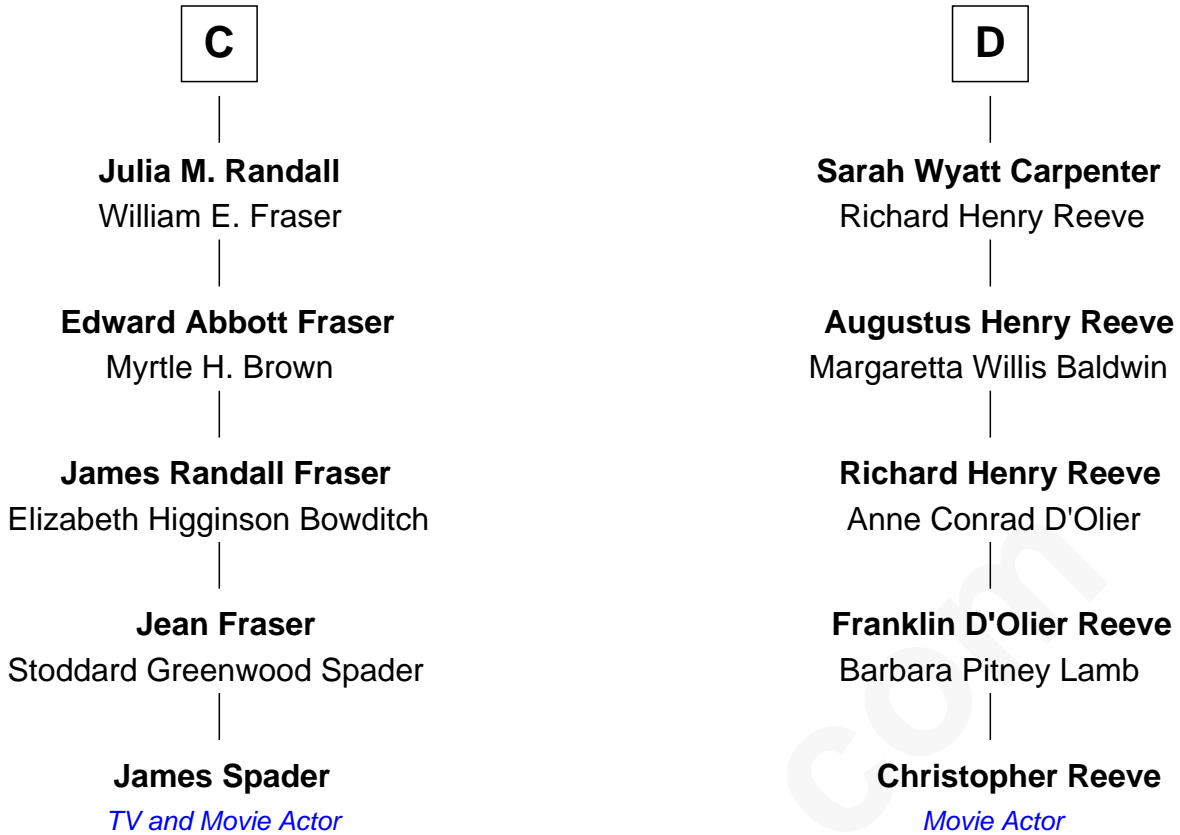 C
Julia M. Randall
William E. Fraser
Edward Abbott Fraser
Myrtle H. Brown
James Randall Fraser
Elizabeth Higginson Bowditch
Jean Fraser
Stoddard Greenwood Spader
James Spader
TV and Movie Actor
D
Sarah Wyatt Carpenter
Richard Henry Reeve
Augustus Henry Reeve
Margaretta Willis Baldwin
Richard Henry Reeve
Anne Conrad D'Olier
Franklin D'Olier Reeve
Barbara Pitney Lamb
Christopher Reeve
Movie Actor
com